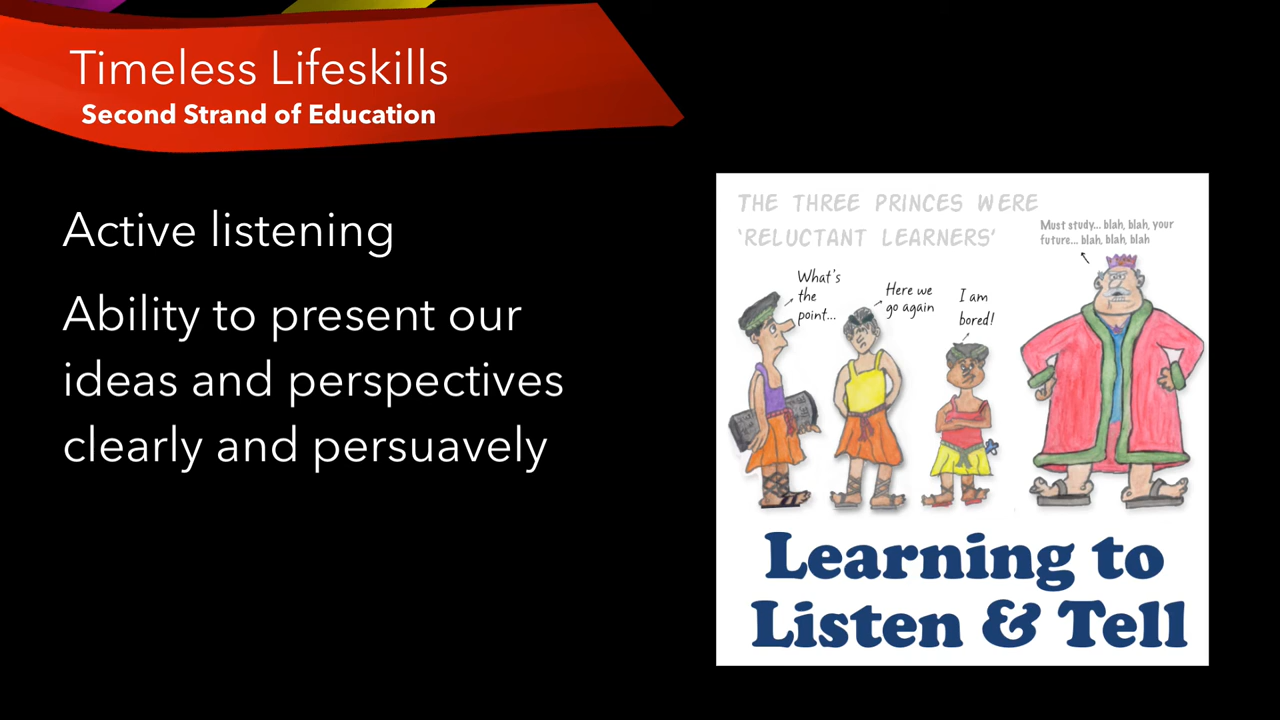 Timeless Lifeskills
Second Strand of Education
Active listening
Ability to present our
ideas and perspectives
clearly and persuavely
THE THREE PRINCES WERE
'RELUCTANT LEARNERS'
Must study... blah, blah, your
future... blah, blah, blah
What's
the
point...
Here we
go again
I am
bored!
Learning to
Listen & Tell